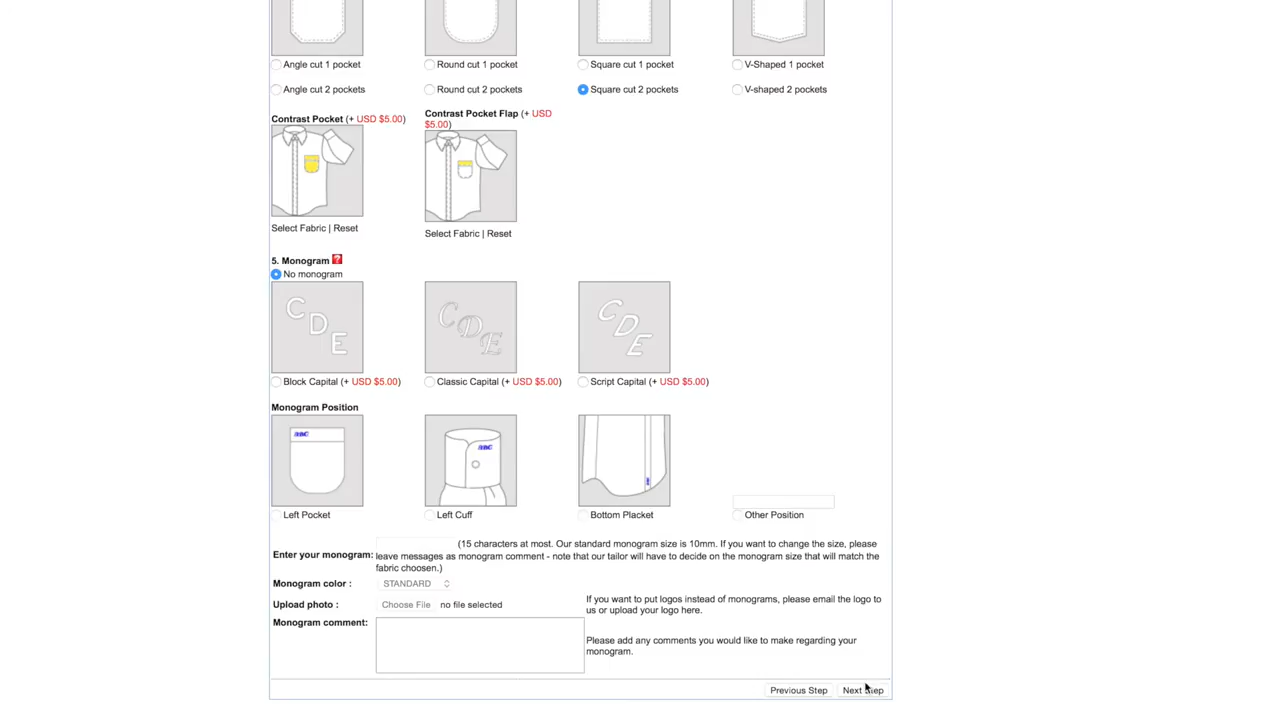 Angle cut 1 pocket Round cut 1 pocket Square cut 1 pocket V-Shaped 1 pocket
Angle cut 2 pockets Round cut 2 pockets Square cut 2 pockets V-shaped 2 pockets
Contrast Pocket (+ USD $5.00)
Contrast Pocket Flap (+ USD
$5.00)
Select Fabric | Reset
Select Fabric | Reset
5. Monogram ?
No monogram
C D E
C D E
C D E
Block Capital (+ USD $5.00) Classic Capital (+ USD $5.00) Script Capital (+ USD $5.00)
Monogram Position
ABC
ABC
Left Pocket Left Cuff Bottom Placket Other Position
Enter your monogram: (15 characters at most. Our standard monogram size is 10mm. If you want to change the size, please
leave messages as monogram comment - note that our tailor will have to decide on the monogram size that will match the
fabric choosen.)
Monogram color : STANDARD
Upload photo : Choose File no file selected
If you want to put logos instead of monograms, please email the logo to
us or upload your logo here.
Monogram comment:
Please add any comments you would like to make regarding your
monogram.
Previous Step Next Step